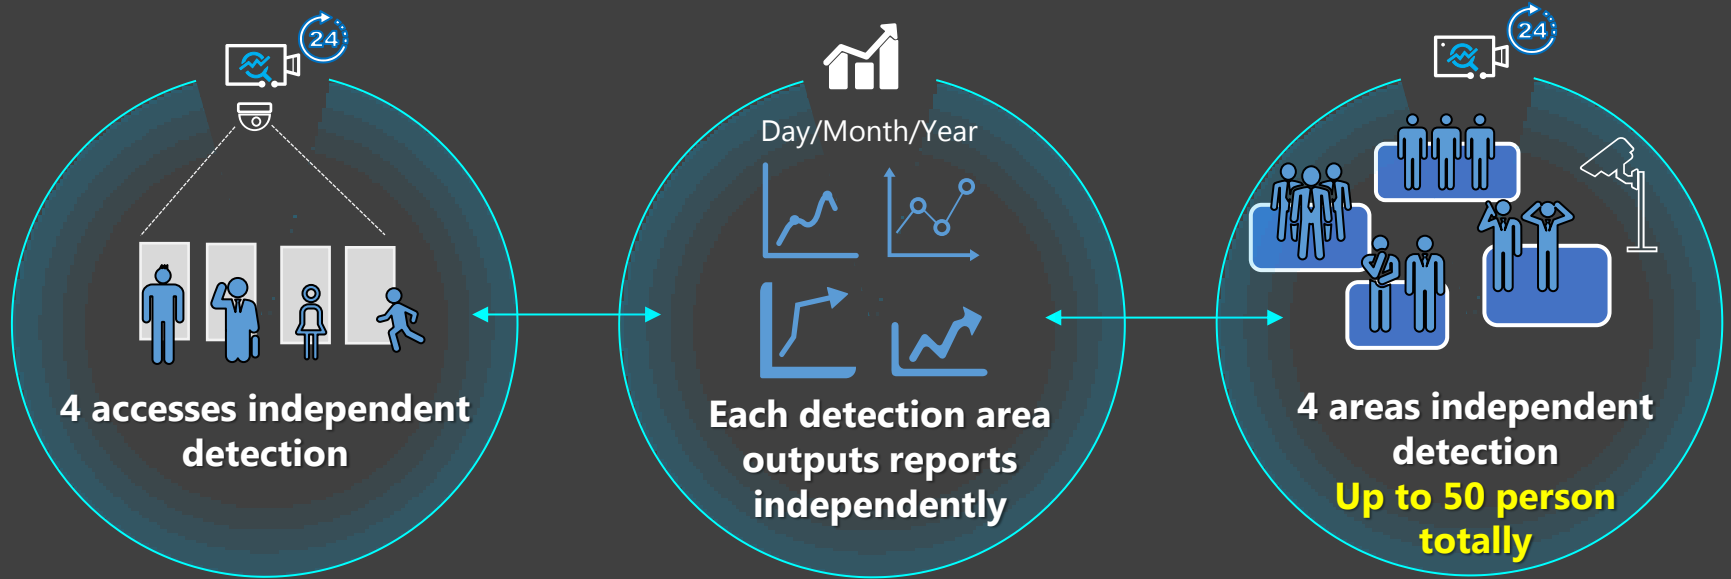 24
4 accesses independent
detection
Day/Month/Year
Each detection area
outputs reports
independently
24
4 areas independent
detection
Up to 50 person
totally